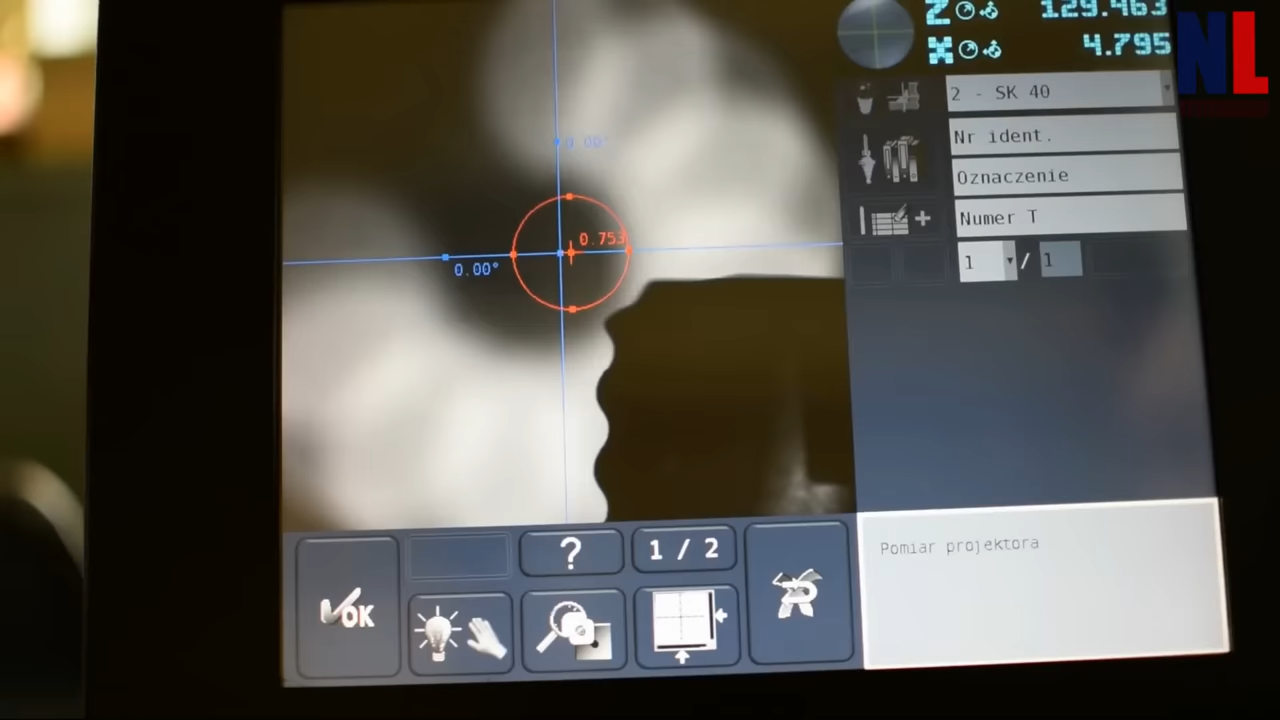 Z 129.463
X 4.795
NL
2 - SK 40
Nr ident.
Oznaczenie
Numer T
1 / 1
0.00°
0.753
0.00°
OK
?
1 / 2
Pomiar projektora